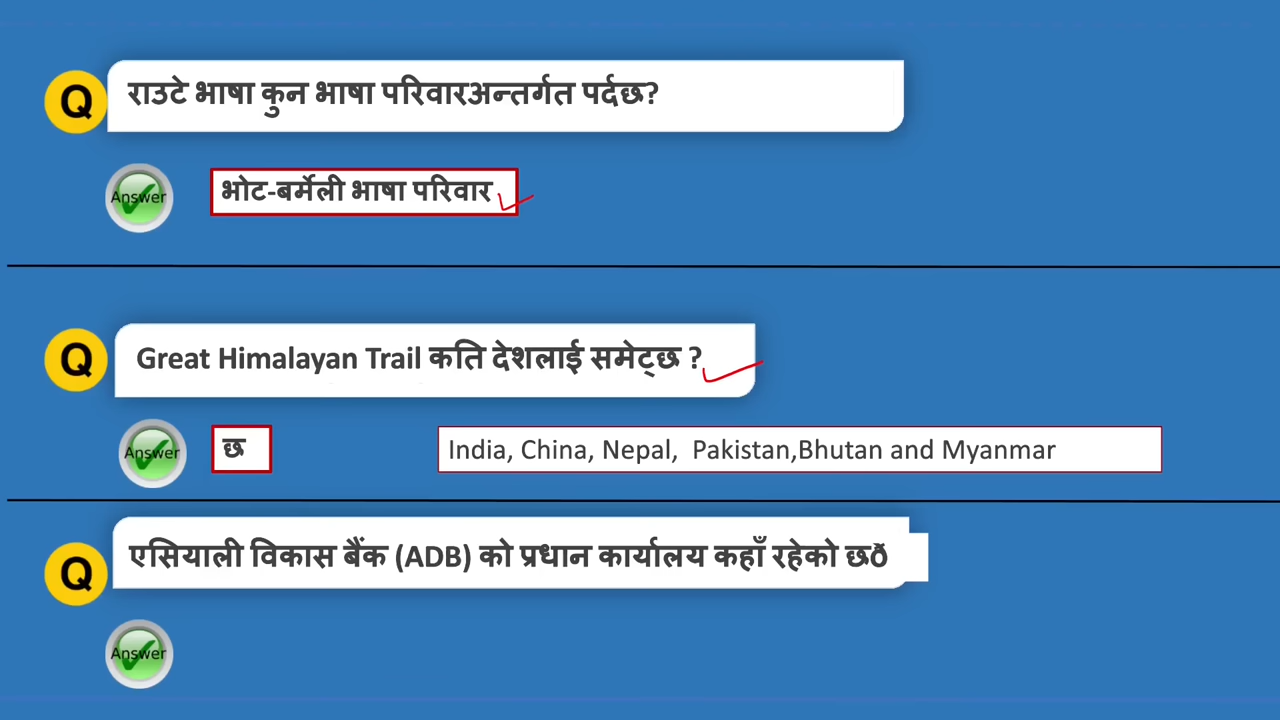 Q राउटे भाषा कुन भाषा परिवारअन्तर्गत पर्दछ?
Answer भोट-बर्मेली भाषा परिवार
Q Great Himalayan Trail कति देशलाई समेट्छ ?
Answer छ India, China, Nepal, Pakistan,Bhutan and Myanmar
Q एसियाली विकास बैंक (ADB) को प्रधान कार्यालय कहाँ रहेको छð
Answer